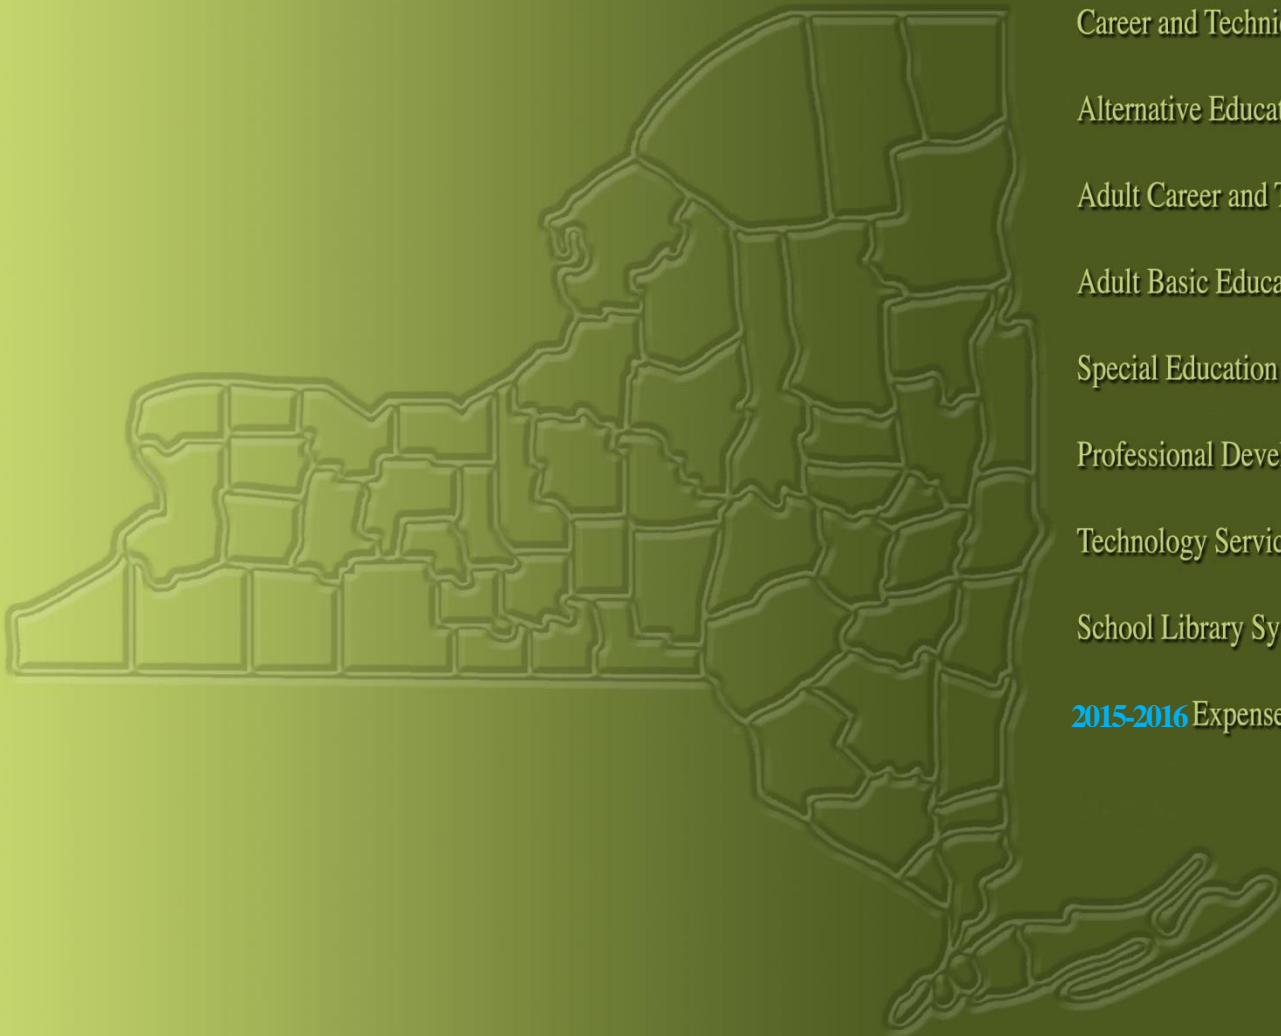 Career and Techni
Alternative Educat
Adult Career and T
Adult Basic Educa
Special Education
Professional Deve
Technology Servic
School Library Sy
2015-2016 Expense